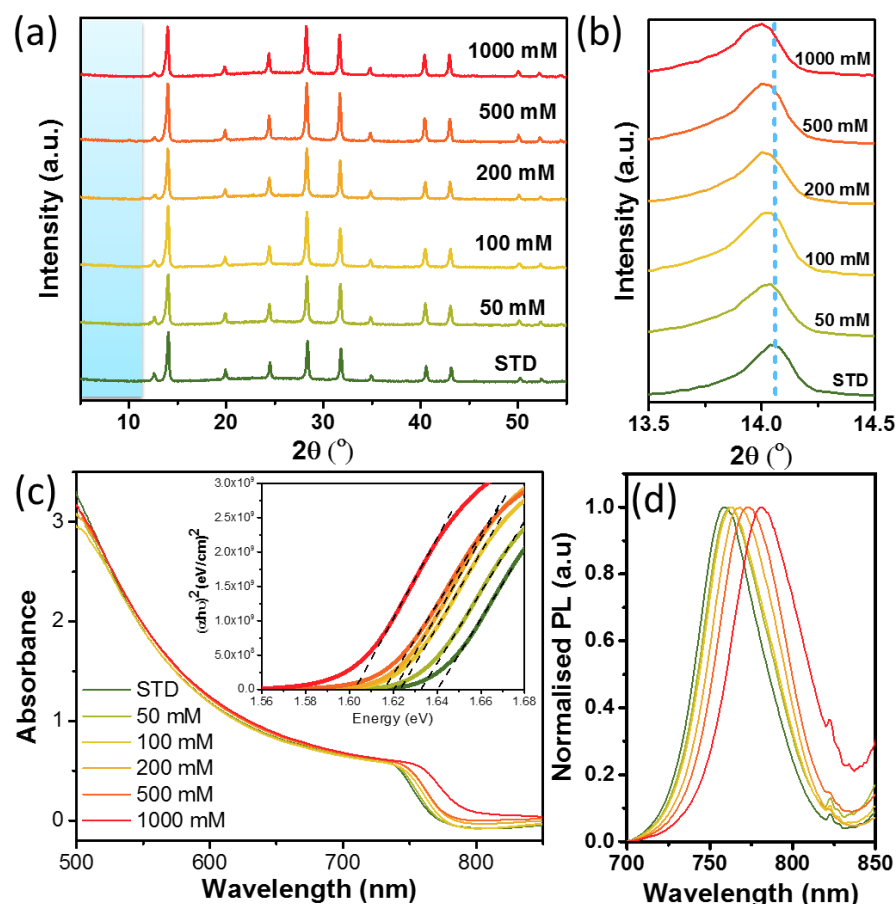 (a)
1000 mM
500 mM
200 mM
100 mM
50 mM
STD
Intensity (a.u.)
10 20 30 40 50
2θ (°)
(b)
1000 mM
500 mM
200 mM
100 mM
50 mM
STD
Intensity (a.u.)
13.5 14.0 14.5
2θ (°)
(c)
3
2
1
0
Absorbance
500 600 700 800
Wavelength (nm)
STD
50 mM
100 mM
200 mM
500 mM
1000 mM
3.0x10⁹
2.5x10⁹
2.0x10⁹
1.5x10⁹
1.0x10⁹
5.0x10⁸
0.0
(αhυ)² (eV/cm)²
1.56 1.58 1.60 1.62 1.64 1.66 1.68
Energy (eV)
(d)
1.0
0.8
0.6
0.4
0.2
0.0
Normalised PL (a.u)
700 750 800 850
Wavelength (nm)